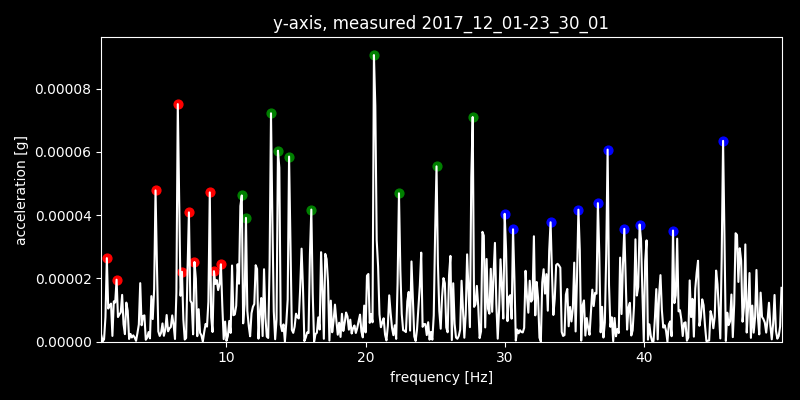 y-axis, measured 2017_12_01-23_30_01
acceleration [g]
0.00008
0.00006
0.00004
0.00002
0.00000
10 20 30 40
frequency [Hz]